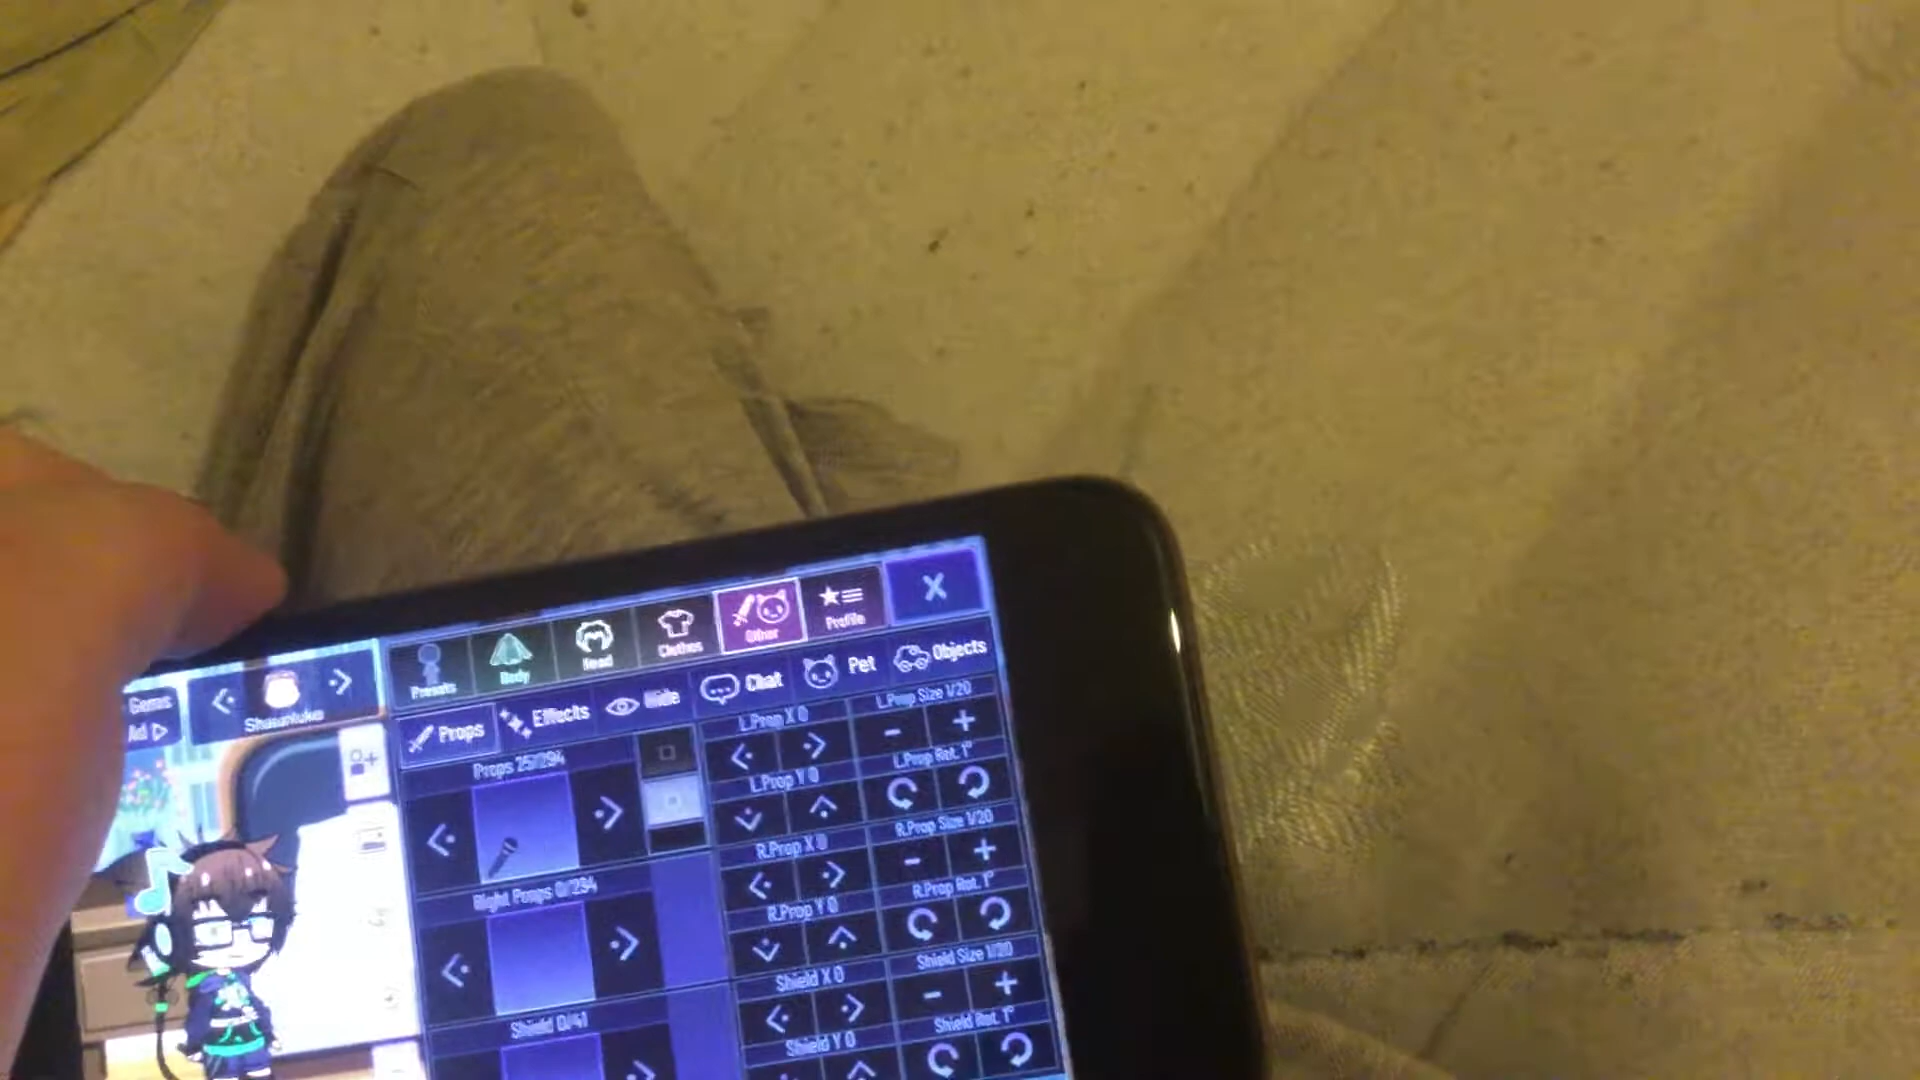 Presets
Body
Head
Clothes
Other
Profile
X
Gems
Ad
Props
Effects
Hide
Chat
Pet
Objects
Props 25/294
L.Prop X 0
L.Prop Size 1/20
L.Prop Y 0
L.Prop Rot. 1°
Right Props 0/294
R.Prop X 0
R.Prop Size 1/20
R.Prop Y 0
R.Prop Rot. 1°
Shield 0/41
Shield X 0
Shield Size 1/20
Shield Y 0
Shield Rot. 1°